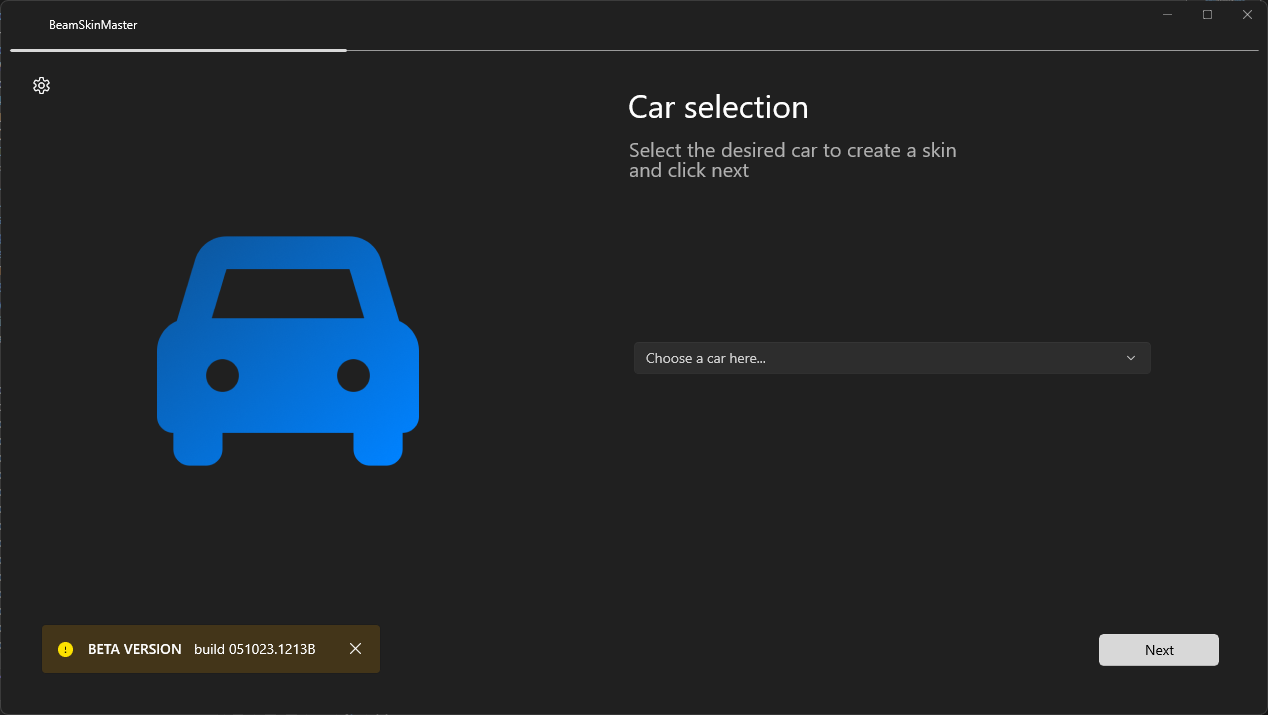 BeamSkinMaster
Car selection
Select the desired car to create a skin
and click next
Choose a car here...
BETA VERSION build 051023.1213B
Next